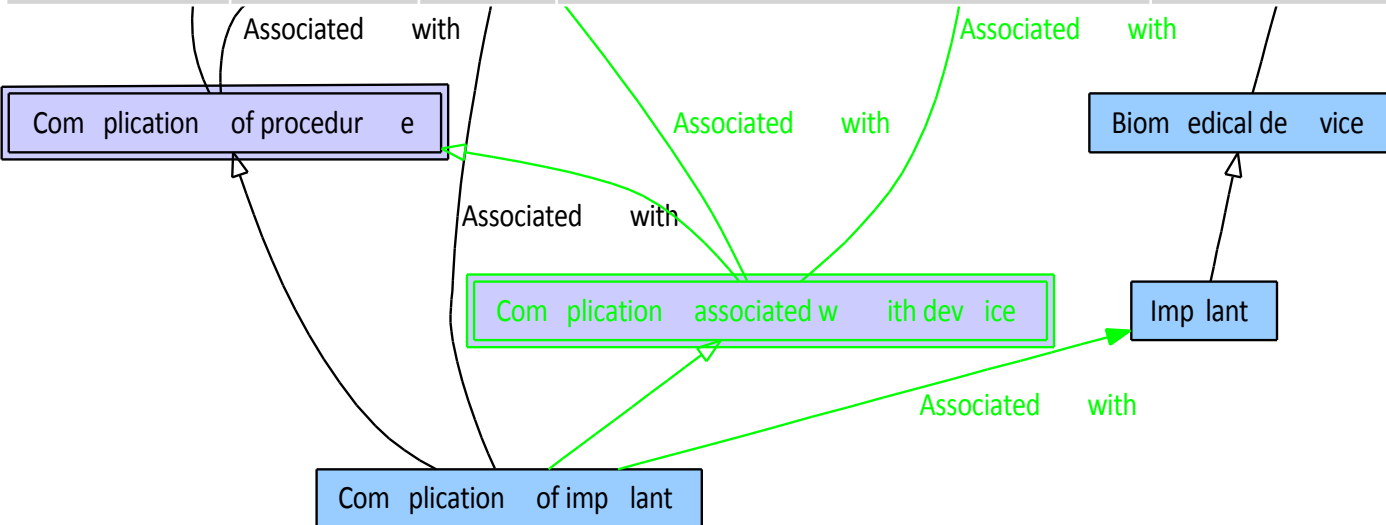 Associated with
Associated with
Complication of procedure
Associated with
Biomedical device
Associated with
Complication associated with device
Implant
Associated with
Complication of implant